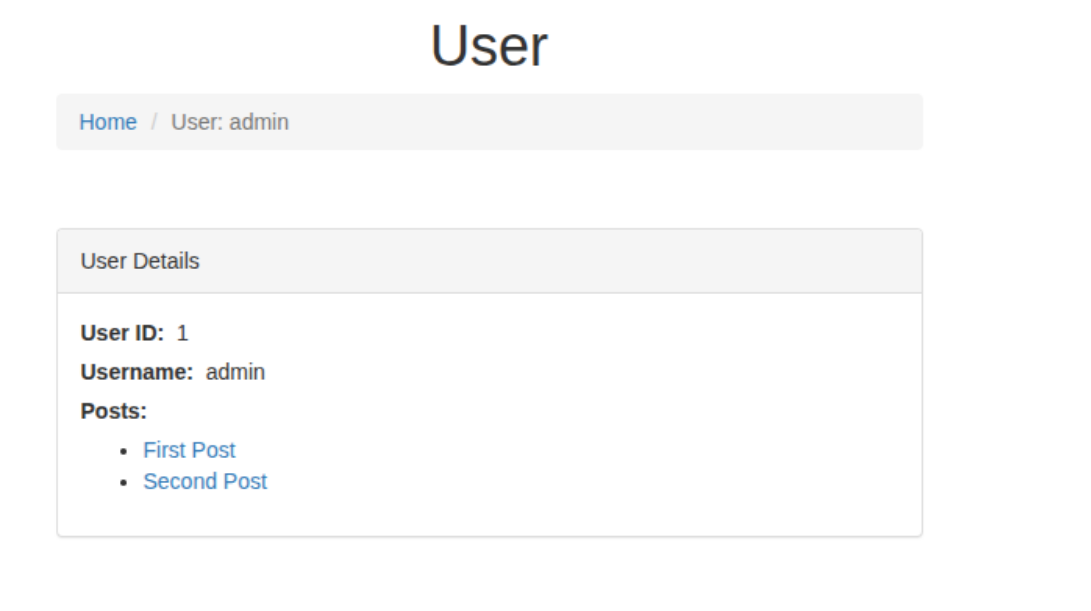 User
Home / User: admin
User Details
User ID: 1
Username: admin
Posts:
• First Post
• Second Post